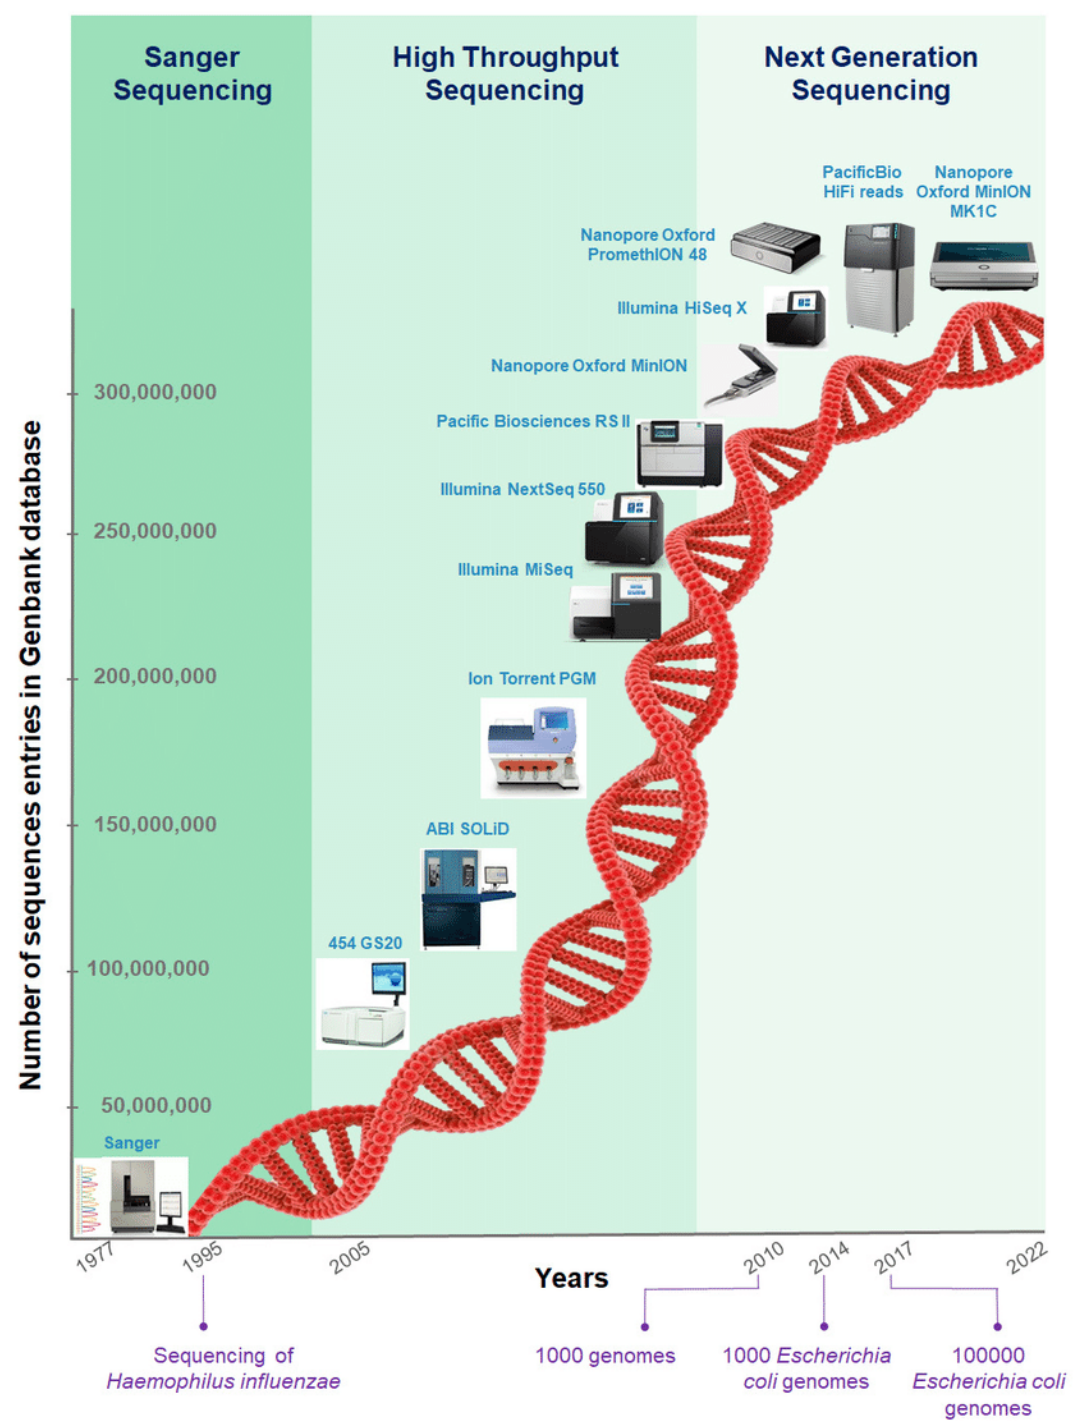 Sanger
Sequencing
High Throughput
Sequencing
Next Generation
Sequencing
PacificBio
HiFi reads
Nanopore
Oxford MinION
MK1C
Nanopore Oxford
PromethION 48
Illumina HiSeq X
Nanopore Oxford MinION
Pacific Biosciences RS II
Illumina NextSeq 550
Illumina MiSeq
Ion Torrent PGM
ABI SOLiD
454 GS20
Sanger
Number of sequences entries in Genbank database
300,000,000
250,000,000
200,000,000
150,000,000
100,000,000
50,000,000
1977
1995
2005
2010
2014
2017
2022
Years
Sequencing of
Haemophilus influenzae
1000 genomes
1000 Escherichia
coli genomes
100000
Escherichia coli
genomes